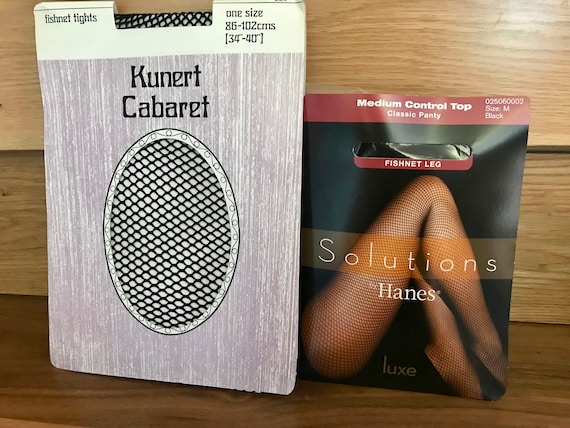 fishnet tights
one size
86-102cms
[34"-40"]
Kunert
Cabaret
Medium Control Top
Classic Panty
025060002
Size: M
Black
FISHNET LEG
Solutions
by Hanes®
luxe